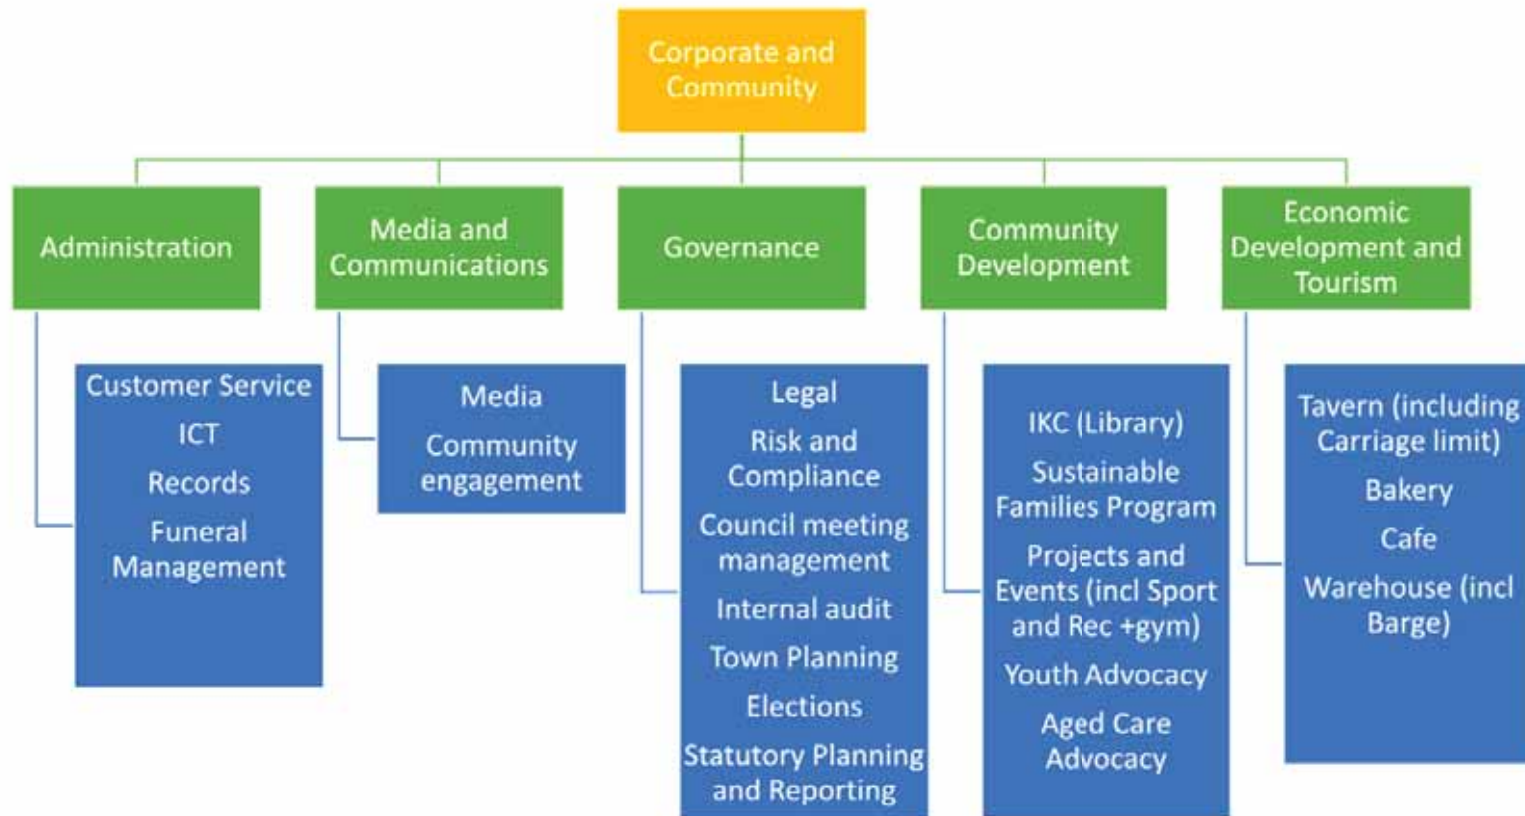 Corporate and
Community
Administration
Media and
Communications
Governance
Community
Development
Economic
Development and
Tourism
Customer Service
ICT
Records
Funeral
Management
Media
Community
engagement
Legal
Risk and
Compliance
Council meeting
management
Internal audit
Town Planning
Elections
Statutory Planning
and Reporting
IKC (Library)
Sustainable
Families Program
Projects and
Events (incl Sport
and Rec +gym)
Youth Advocacy
Aged Care
Advocacy
Tavern (including
Carriage limit)
Bakery
Cafe
Warehouse (incl
Barge)